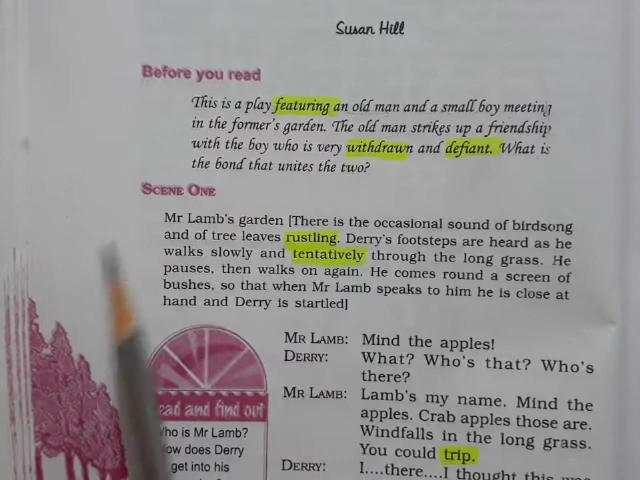 Susan Hill
Before you read
This is a play featuring an old man and a small boy meeting
in the former's garden. The old man strikes up a friendship
with the boy who is very withdrawn and defiant. What is
the bond that unites the two?
SCENE ONE
Mr Lamb's garden [There is the occasional sound of birdsong
and of tree leaves rustling. Derry's footsteps are heard as he
walks slowly and tentatively through the long grass. He
pauses, then walks on again. He comes round a screen of
bushes, so that when Mr Lamb speaks to him he is close at
hand and Derry is startled]
MR LAMB: Mind the apples!
DERRY: What? Who's that? Who's
there?
MR LAMB: Lamb's my name. Mind the
apples. Crab apples those are.
Windfalls in the long grass.
You could trip.
DERRY: I....there....I thought this was
ead and find out
Who is Mr Lamb?
ow does Derry
get into his